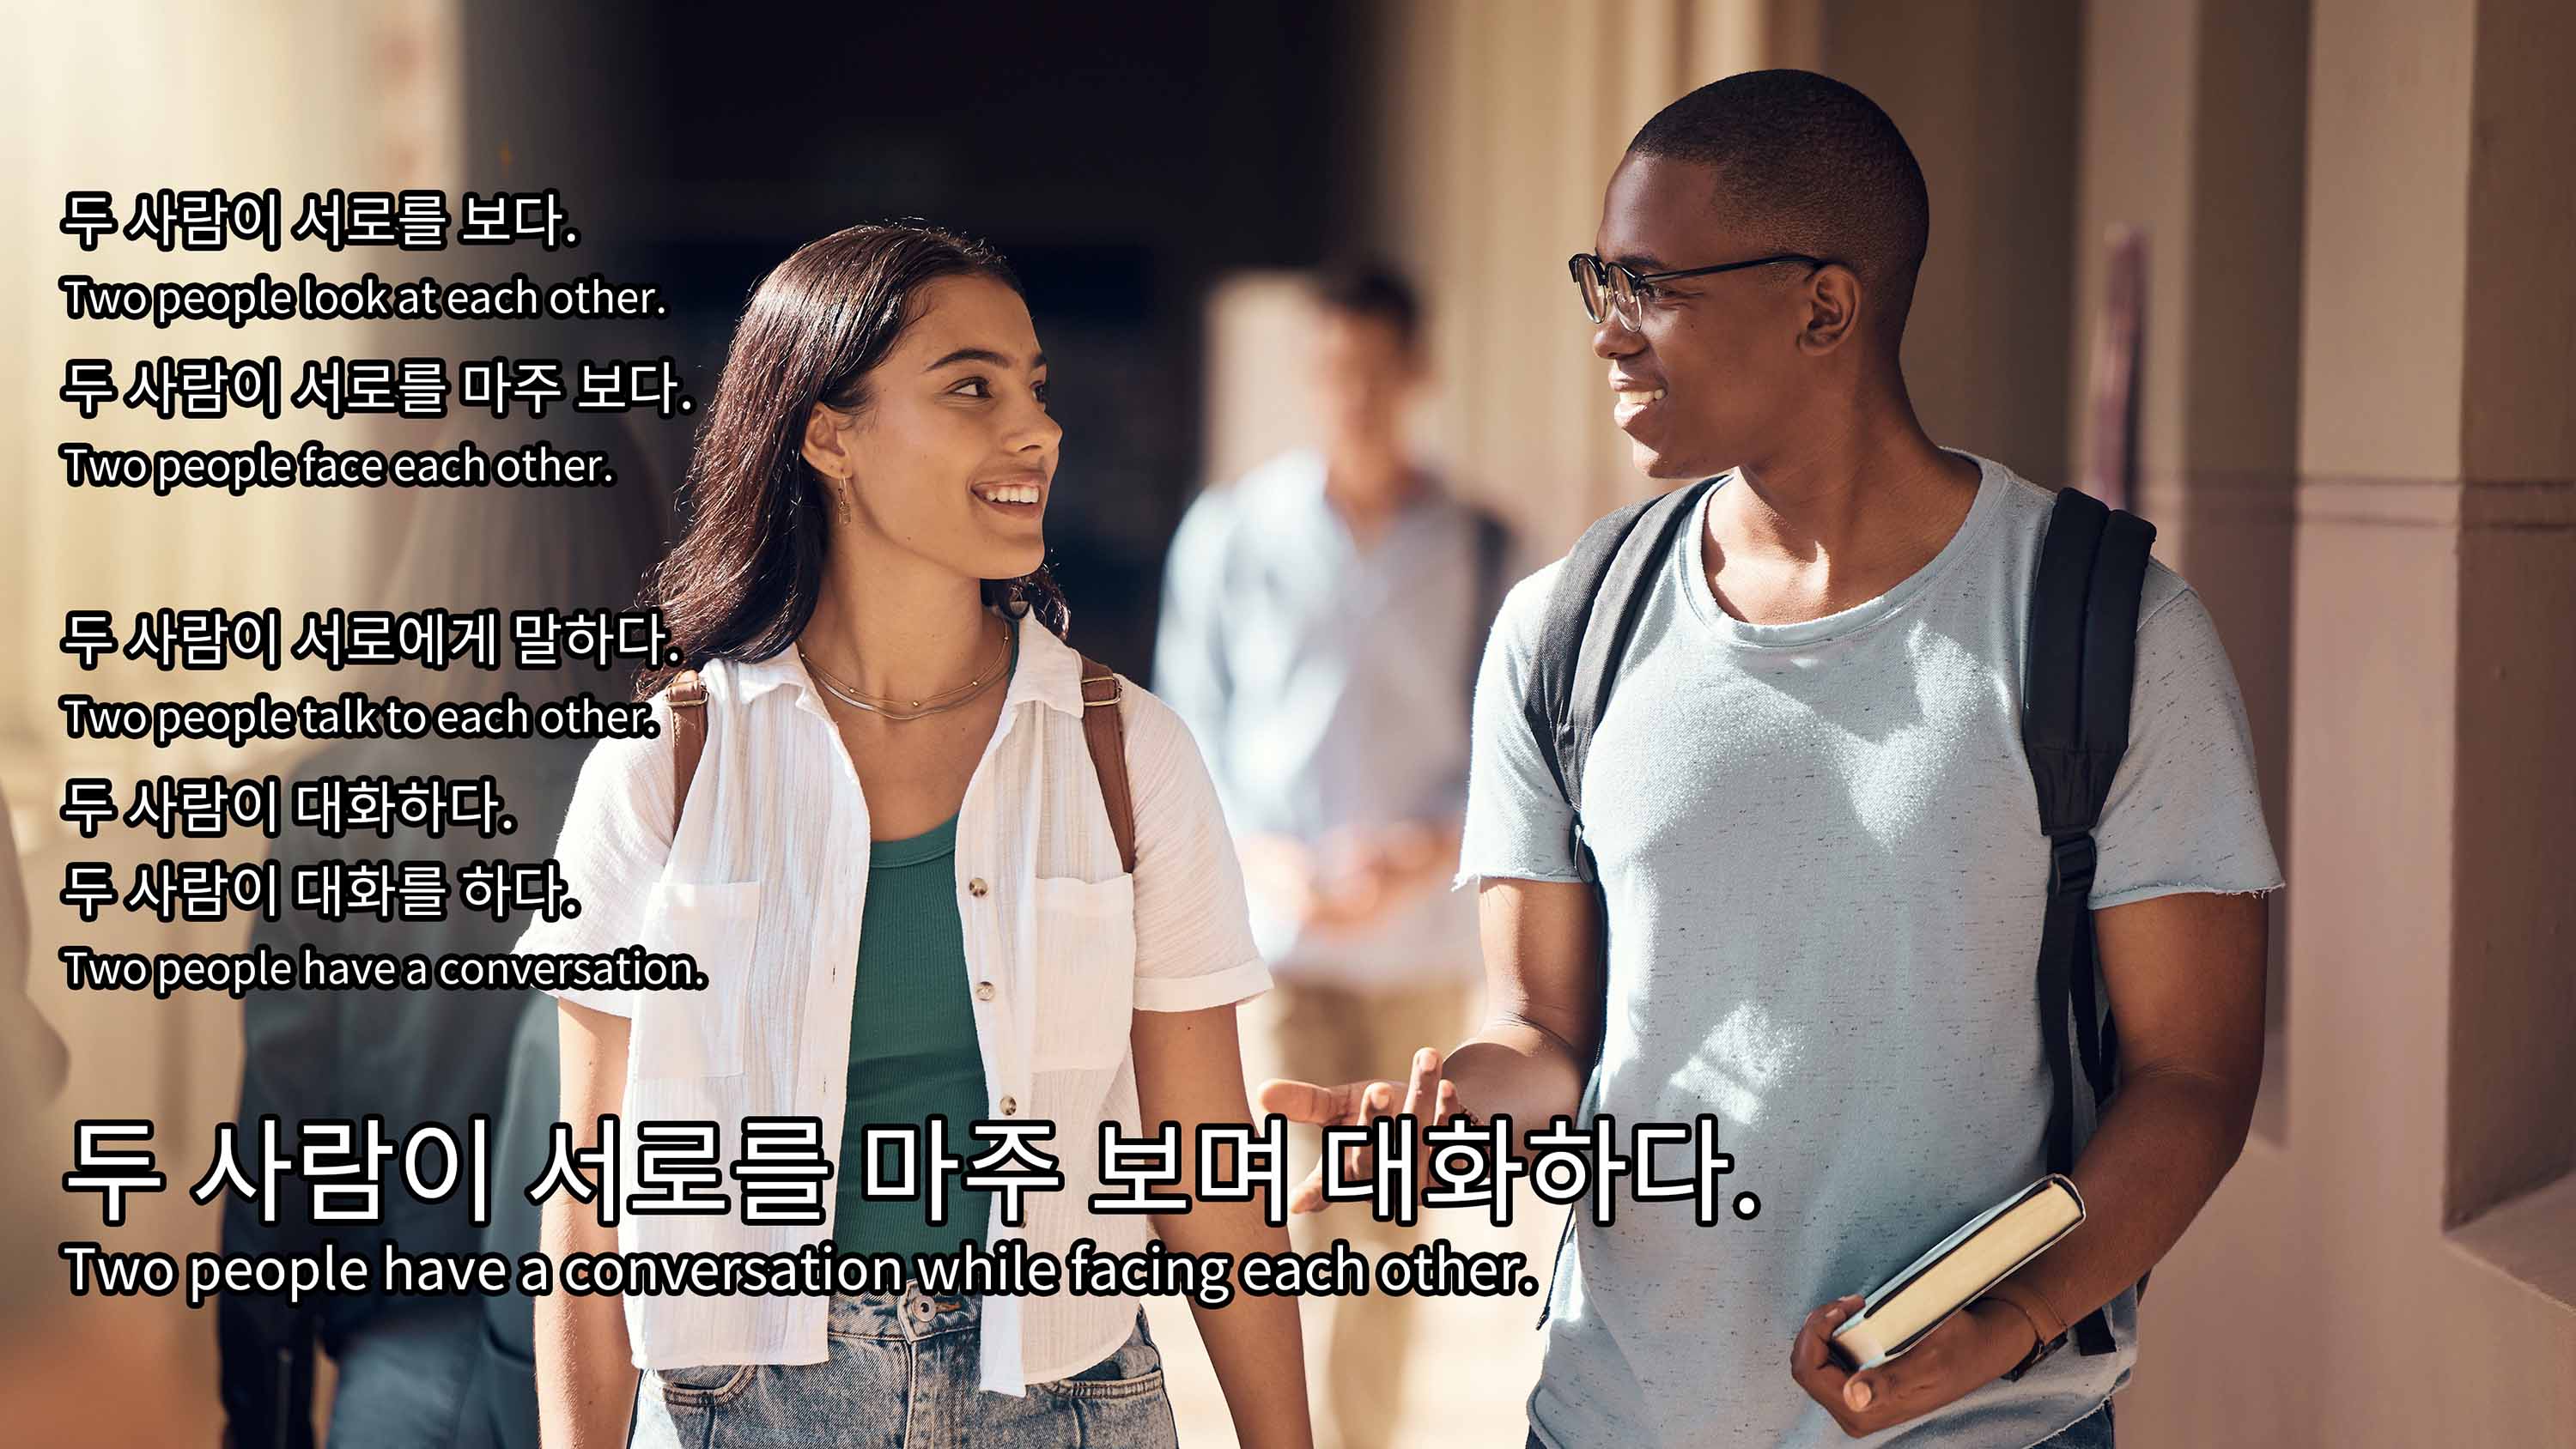 두 사람이 서로를 보다.
Two people look at each other.
두 사람이 서로를 마주 보다.
Two people face each other.
두 사람이 서로에게 말하다.
Two people talk to each other.
두 사람이 대화하다.
두 사람이 대화를 하다.
Two people have a conversation.
두 사람이 서로를 마주 보며 대화하다.
Two people have a conversation while facing each other.